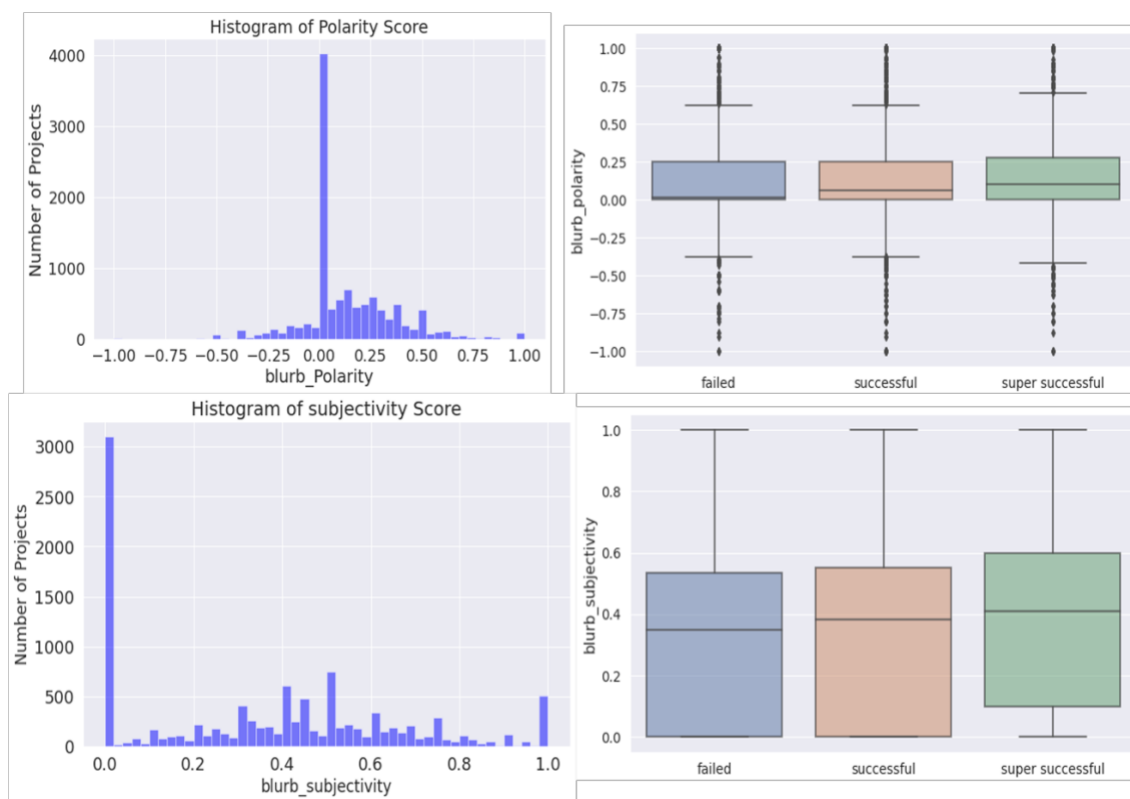 Histogram of Polarity Score
Number of Projects
4000
3000
2000
1000
0
−1.00 −0.75 −0.50 −0.25 0.00 0.25 0.50 0.75 1.00
blurb_Polarity
blurb_polarity
1.00
0.75
0.50
0.25
0.00
−0.25
−0.50
−0.75
−1.00
failed successful super successful
Histogram of subjectivity Score
Number of Projects
3000
2500
2000
1500
1000
500
0
0.0 0.2 0.4 0.6 0.8 1.0
blurb_subjectivity
blurb_subjectivity
1.0
0.8
0.6
0.4
0.2
0.0
failed successful super successful